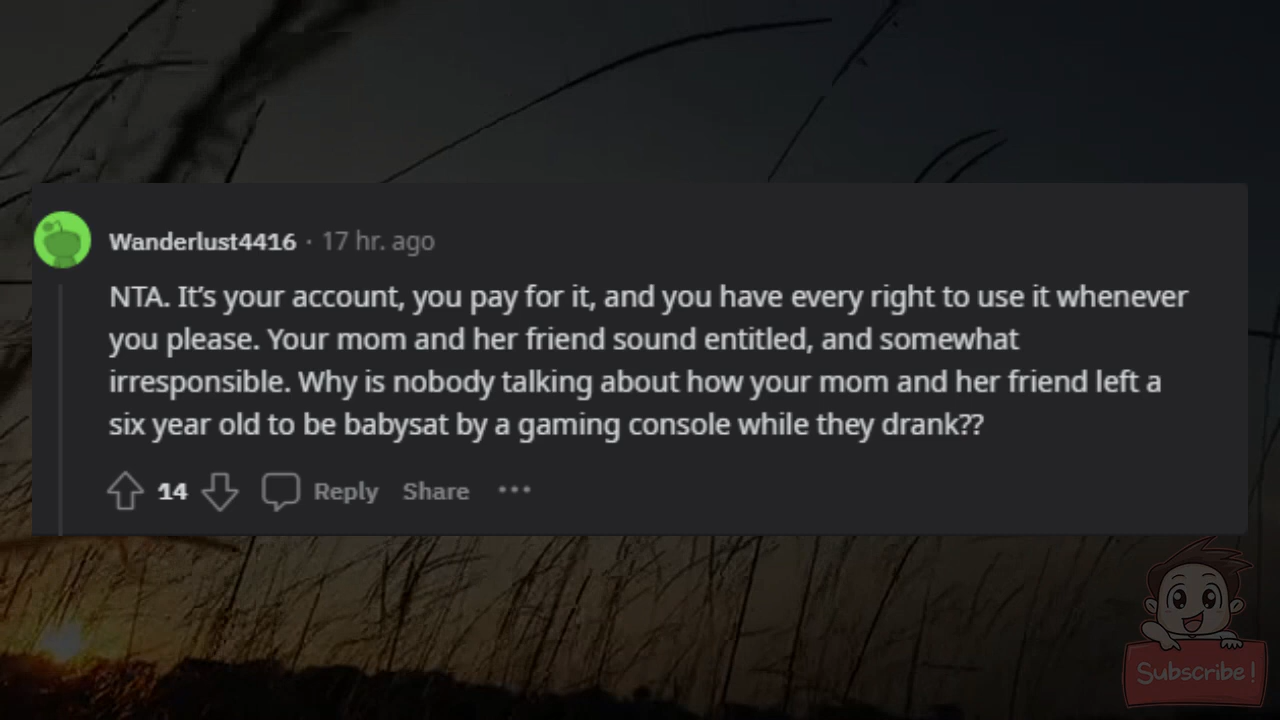 Wanderlust4416 · 17 hr. ago
NTA. It’s your account, you pay for it, and you have every right to use it whenever
you please. Your mom and her friend sound entitled, and somewhat
irresponsible. Why is nobody talking about how your mom and her friend left a
six year old to be babysat by a gaming console while they drank??
14 Reply Share ···
Subscribe!